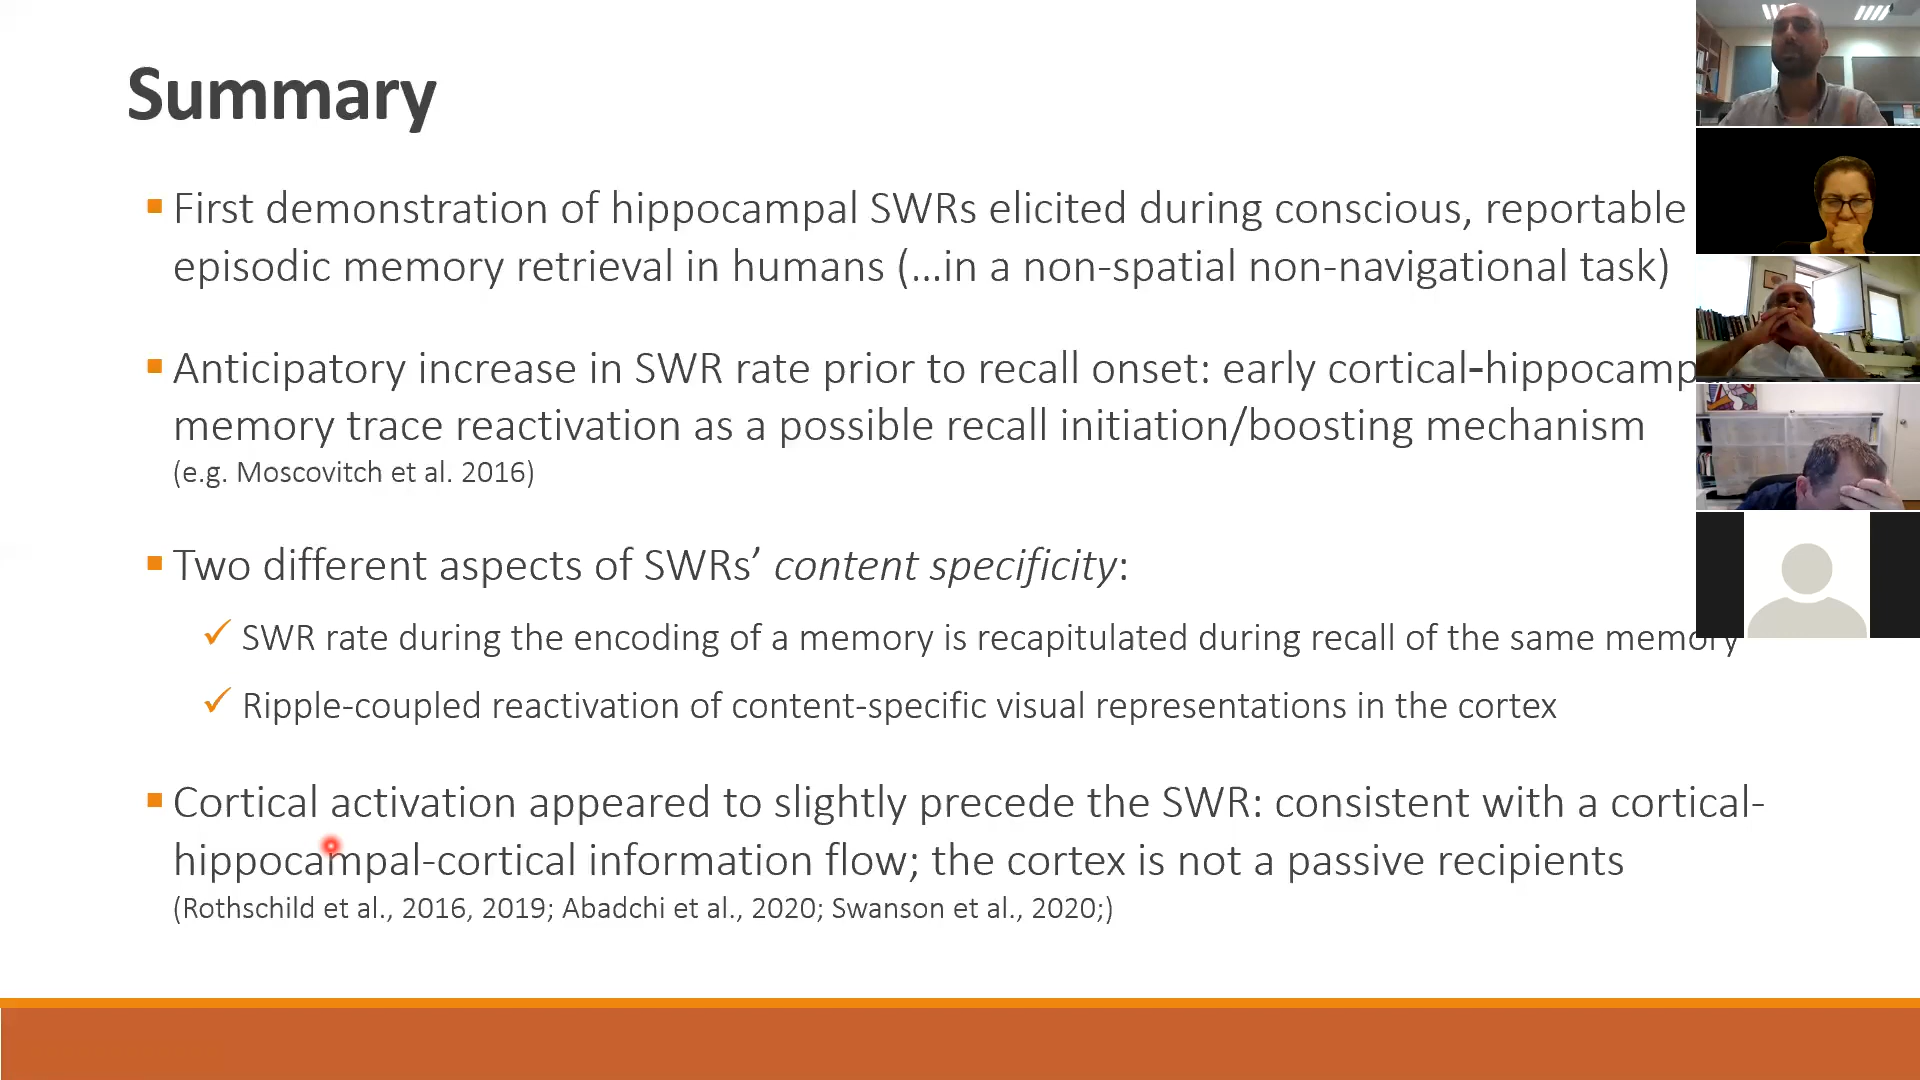 Summary
First demonstration of hippocampal SWRs elicited during conscious, reportable
episodic memory retrieval in humans (...in a non-spatial non-navigational task)
Anticipatory increase in SWR rate prior to recall onset: early cortical-hippocamp
memory trace reactivation as a possible recall initiation/boosting mechanism
(e.g. Moscovitch et al. 2016)
Two different aspects of SWRs’ content specificity:
SWR rate during the encoding of a memory is recapitulated during recall of the same memory
Ripple-coupled reactivation of content-specific visual representations in the cortex
Cortical activation appeared to slightly precede the SWR: consistent with a cortical-
hippocampal-cortical information flow; the cortex is not a passive recipients
(Rothschild et al., 2016, 2019; Abadchi et al., 2020; Swanson et al., 2020;)